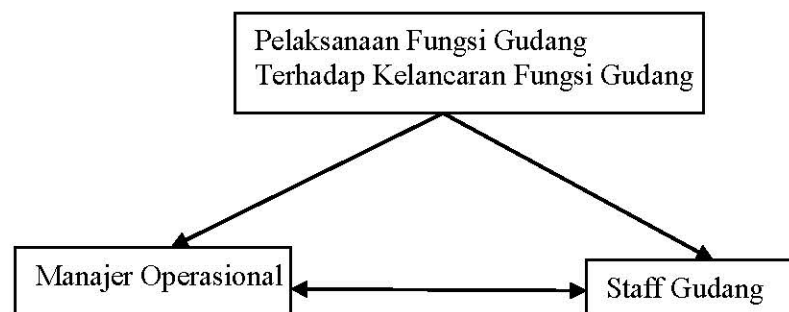 Pelaksanaan Fungsi Gudang
Terhadap Kelancaran Fungsi Gudang
Manajer Operasional
Staff Gudang